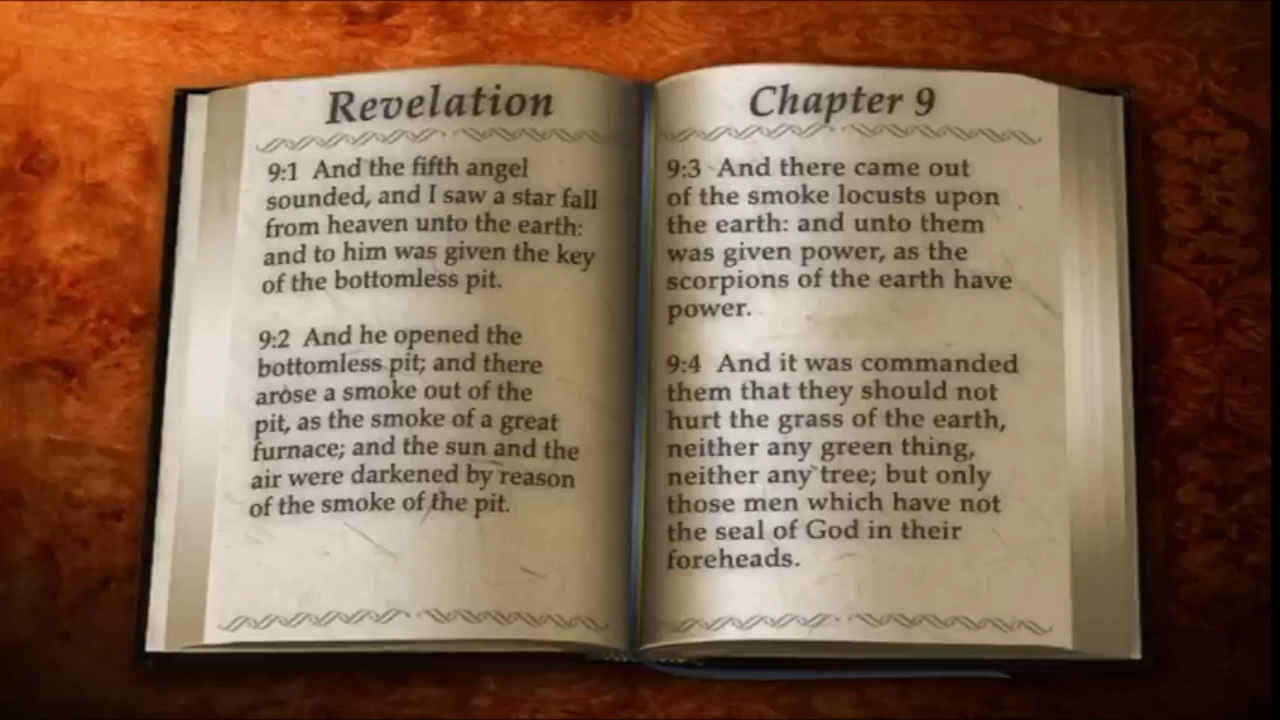 Revelation
9:1 And the fifth angel
sounded, and I saw a star fall
from heaven unto the earth:
and to him was given the key
of the bottomless pit.
9:2 And he opened the
bottomless pit; and there
arose a smoke out of the
pit, as the smoke of a great
furnace; and the sun and the
air were darkened by reason
of the smoke of the pit.
Chapter 9
9:3 And there came out
of the smoke locusts upon
the earth: and unto them
was given power, as the
scorpions of the earth have
power.
9:4 And it was commanded
them that they should not
hurt the grass of the earth,
neither any green thing,
neither any tree; but only
those men which have not
the seal of God in their
foreheads.